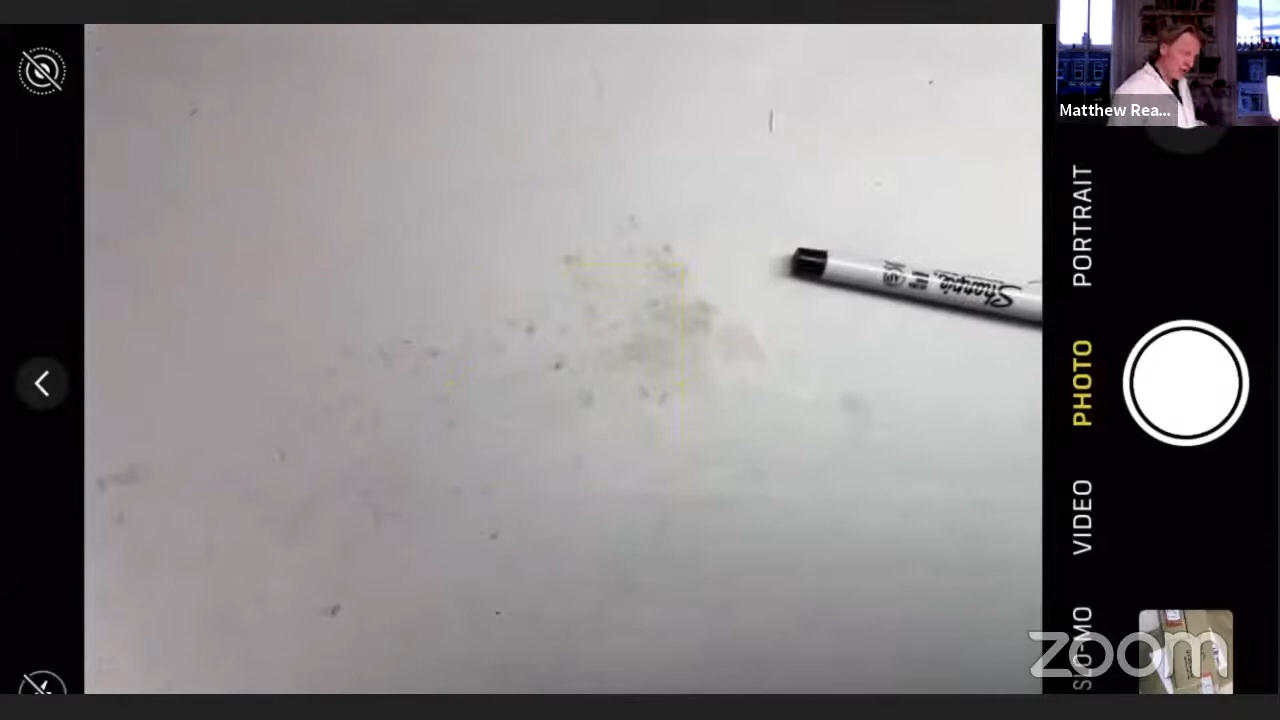 Matthew Rea...
PORTRAIT
PHOTO
VIDEO
SLO-MO
Sharpie
zoom